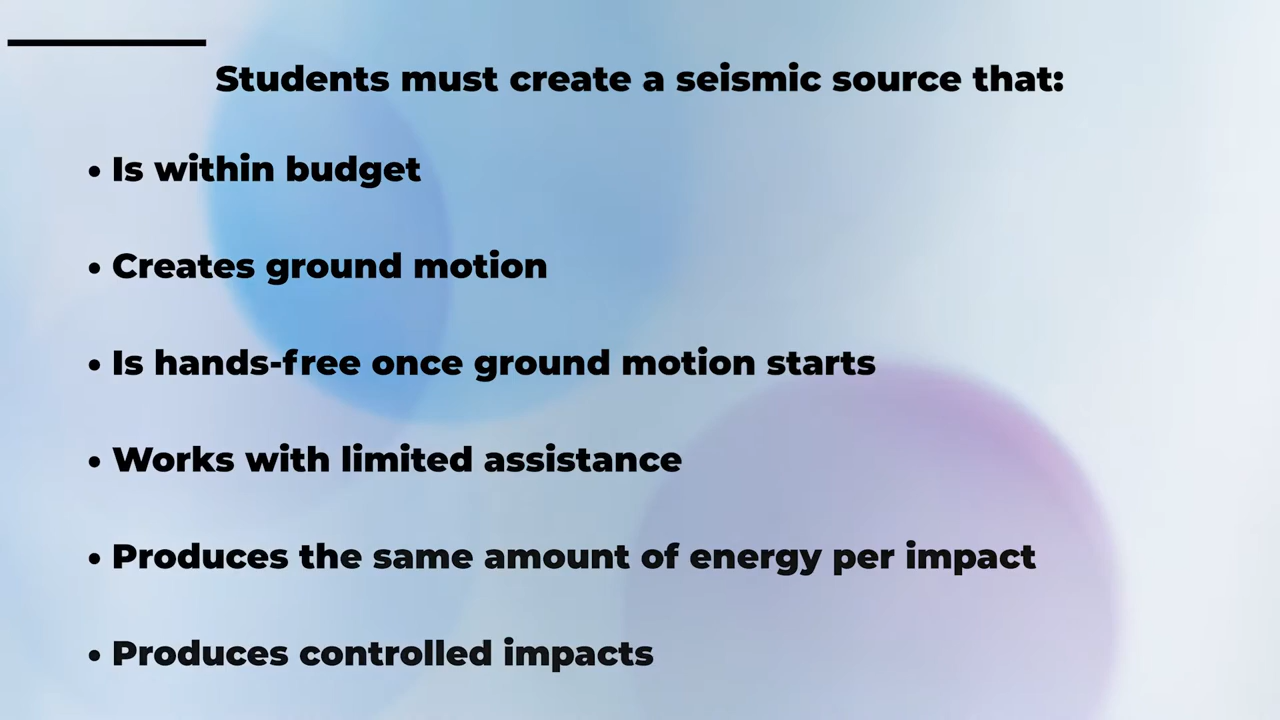 Students must create a seismic source that:
• Is within budget
• Creates ground motion
• Is hands-free once ground motion starts
• Works with limited assistance
• Produces the same amount of energy per impact
• Produces controlled impacts